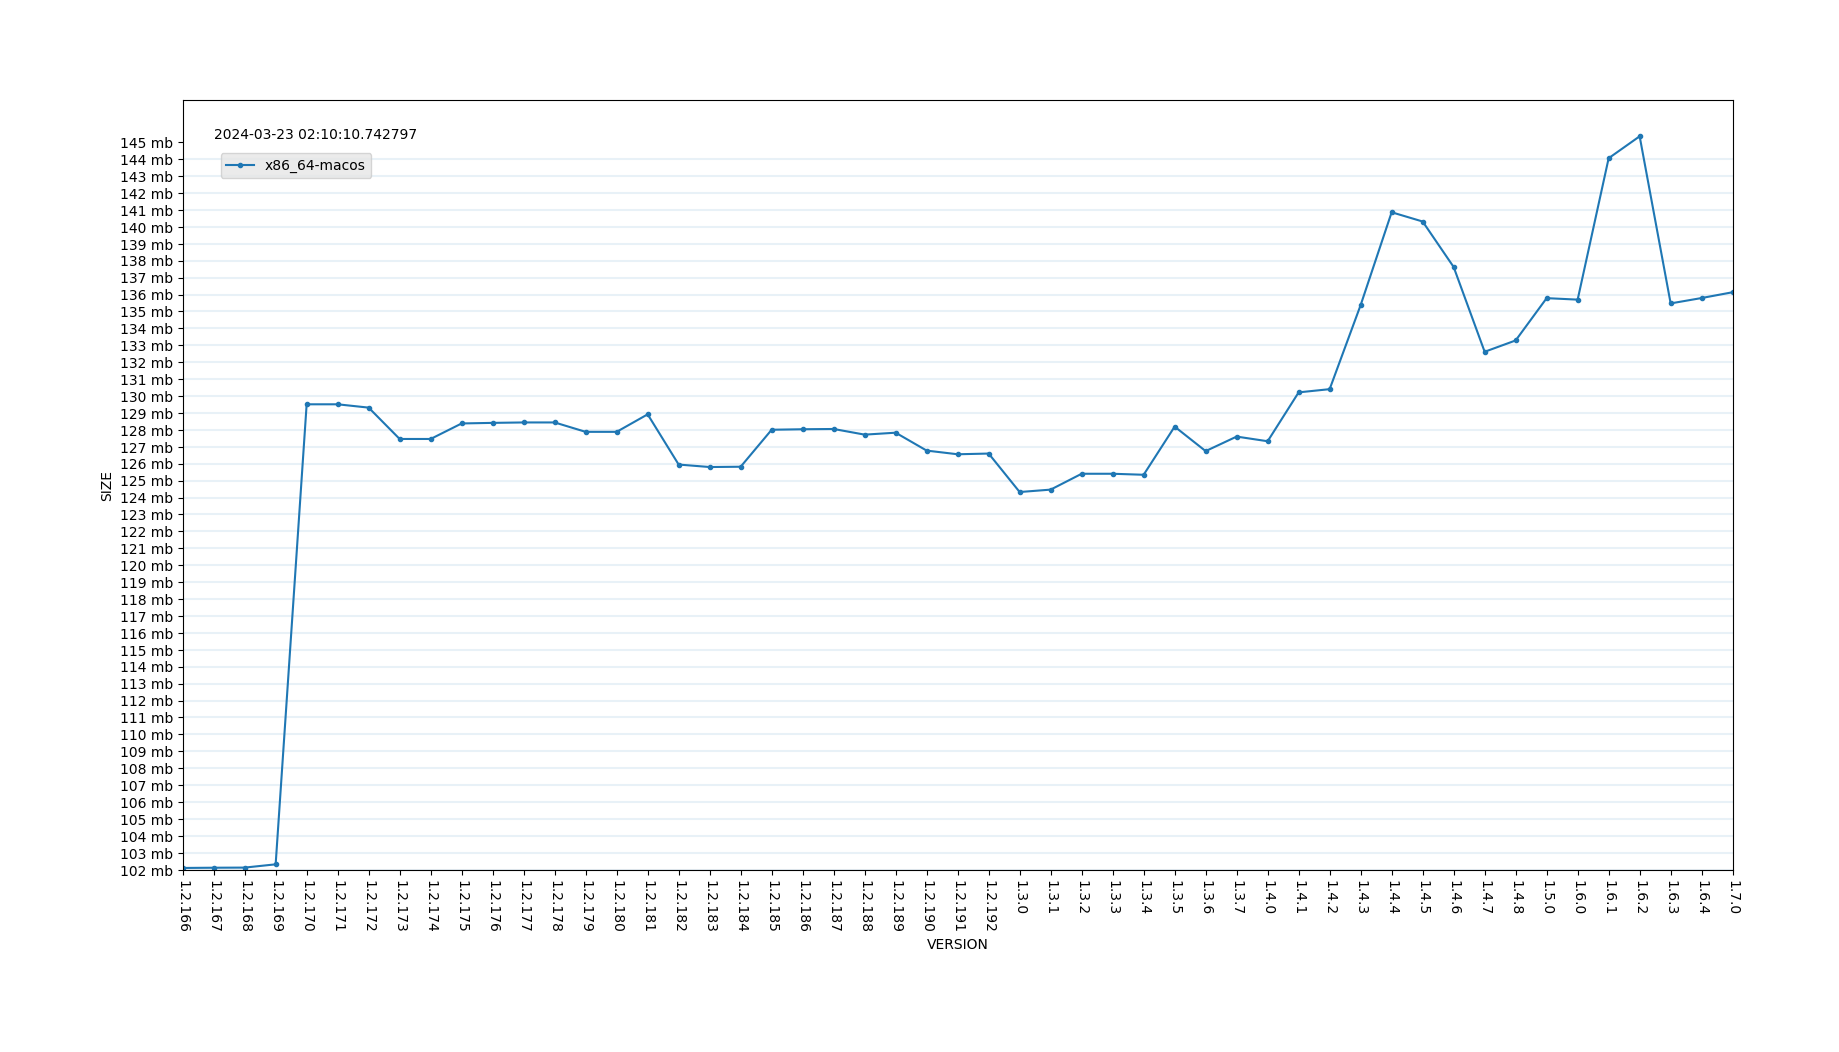 2024-03-23 02:10:10.742797
x86_64-macos
145 mb
144 mb
143 mb
142 mb
141 mb
140 mb
139 mb
138 mb
137 mb
136 mb
135 mb
134 mb
133 mb
132 mb
131 mb
130 mb
129 mb
128 mb
127 mb
126 mb
125 mb
124 mb
123 mb
122 mb
121 mb
120 mb
119 mb
118 mb
117 mb
116 mb
115 mb
114 mb
113 mb
112 mb
111 mb
110 mb
109 mb
108 mb
107 mb
106 mb
105 mb
104 mb
103 mb
102 mb
SIZE
1.2.166
1.2.167
1.2.168
1.2.169
1.2.170
1.2.171
1.2.172
1.2.173
1.2.174
1.2.175
1.2.176
1.2.177
1.2.178
1.2.179
1.2.180
1.2.181
1.2.182
1.2.183
1.2.184
1.2.185
1.2.186
1.2.187
1.2.188
1.2.189
1.2.190
1.2.191
1.2.192
1.3.0
1.3.1
1.3.2
1.3.3
1.3.4
1.3.5
1.3.6
1.3.7
1.4.0
1.4.1
1.4.2
1.4.3
1.4.4
1.4.5
1.4.6
1.4.7
1.4.8
1.5.0
1.6.0
1.6.1
1.6.2
1.6.3
1.6.4
1.7.0
VERSION